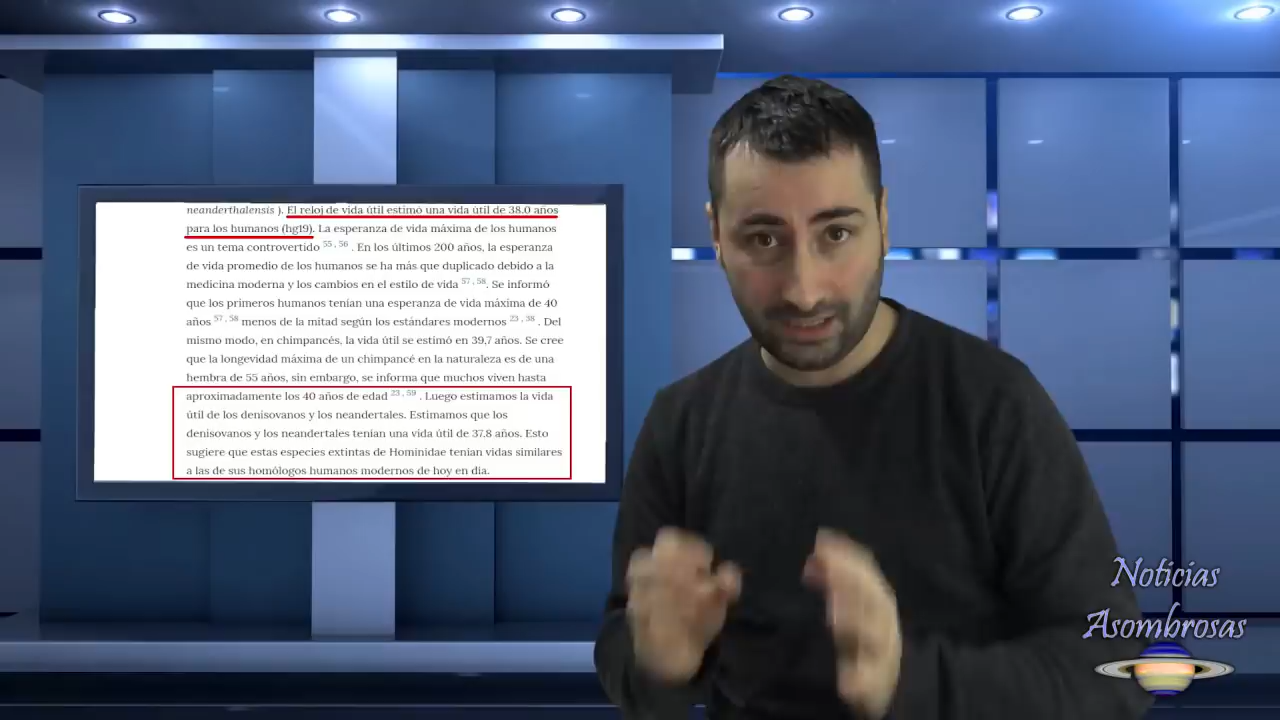 neanderthalensis ). El reloj de vida útil estimó una vida útil de 38.0 años
para los humanos (hg19). La esperanza de vida máxima de los humanos
es un tema controvertido 55 , 56 . En los últimos 200 años, la esperanza
de vida promedio de los humanos se ha más que duplicado debido a la
medicina moderna y los cambios en el estilo de vida 57 , 58. Se informó
que los primeros humanos tenían una esperanza de vida máxima de 40
años 57 , 58 menos de la mitad según los estándares modernos 23 , 38 . Del
mismo modo, en chimpancés, la vida útil se estimó en 39,7 años. Se cree
que la longevidad máxima de un chimpancé en la naturaleza es de una
hembra de 55 años, sin embargo, se informa que muchos viven hasta
aproximadamente los 40 años de edad 23 , 59 . Luego estimamos la vida
útil de los denisovanos y los neandertales. Estimamos que los
denisovanos y los neandertales tenían una vida útil de 37.8 años. Esto
sugiere que estas especies extintas de Hominidae tenían vidas similares
a las de sus homólogos humanos modernos de hoy en día.
Noticias
Asombrosas